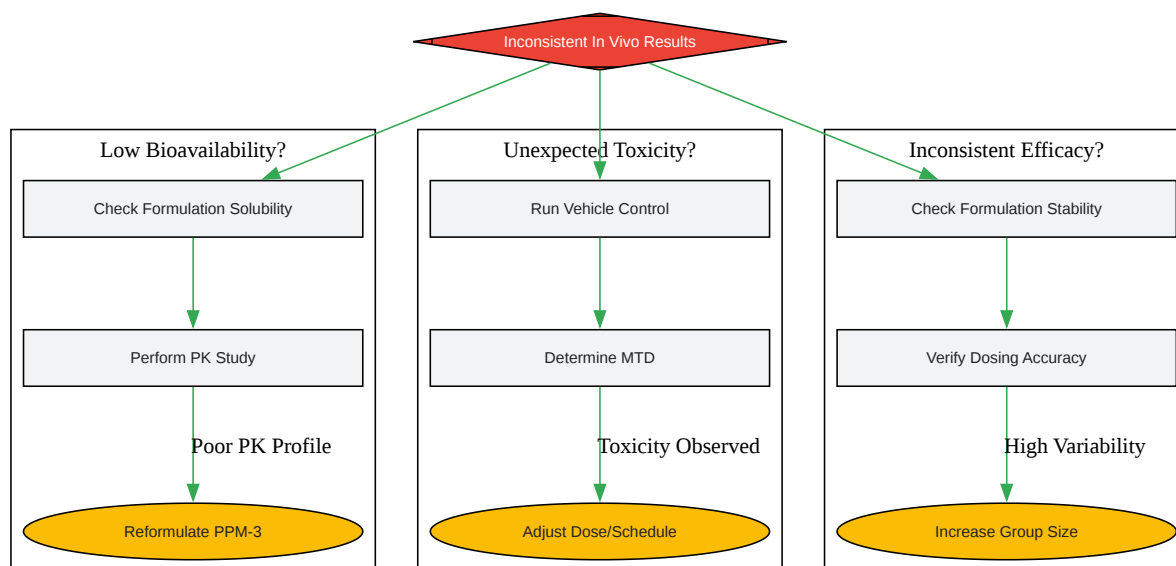 Inconsistent In Vivo Results
Low Bioavailability?
Unexpected Toxicity?
Inconsistent Efficacy?
Check Formulation Solubility
Run Vehicle Control
Check Formulation Stability
Perform PK Study
Determine MTD
Verify Dosing Accuracy
Poor PK Profile
Toxicity Observed
High Variability
Reformulate PPM-3
Adjust Dose/Schedule
Increase Group Size